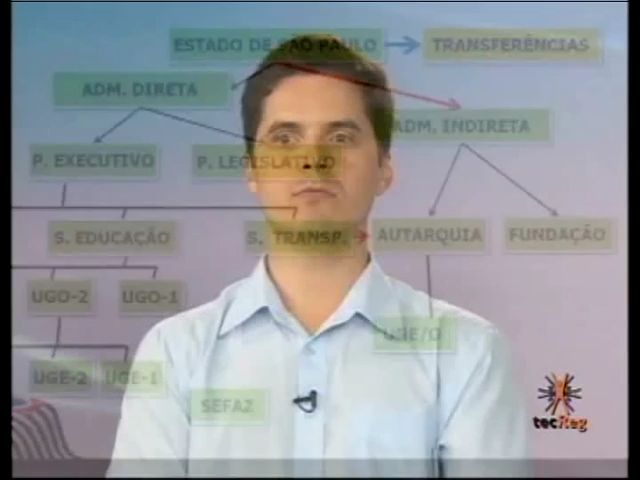 ESTADO DE SÃO PAULO
TRANSFERÊNCIAS
ADM. DIRETA
ADM. INDIRETA
P. EXECUTIVO
P. LEGISLATIVO
S. EDUCAÇÃO
S. TRANSP.
AUTARQUIA
FUNDAÇÃO
UGO-2
UGO-1
UGE/O
UGE-2
UGE-1
SEFAZ
tecReg